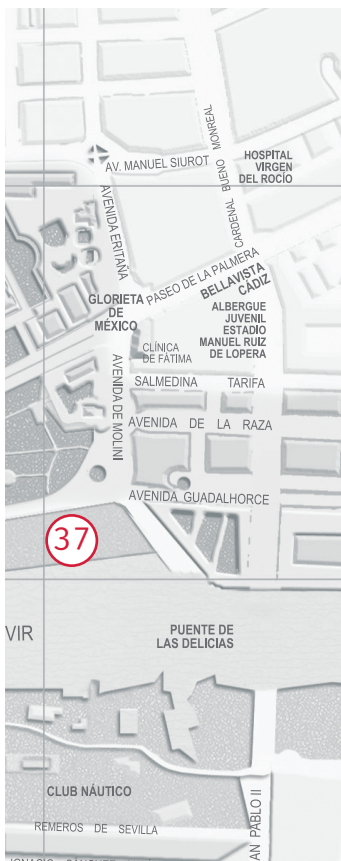 AV. MANUEL SIUROT
CARDENAL BUENO MONREAL
HOSPITAL
VIRGEN
DEL ROCÍO
AVENIDA ERITAÑA
PASEO DE LA PALMERA
BELLAVISTA
CÁDIZ
GLORIETA
DE
MÉXICO
ALBERGUE
JUVENIL
ESTADIO
MANUEL RUIZ
DE LOPERA
CLÍNICA
DE FÁTIMA
AVENIDA DE MOLINI
SALMEDINA TARIFA
AVENIDA DE LA RAZA
AVENIDA GUADALHORCE
37
VIR
PUENTE DE
LAS DELICIAS
CLUB NÁUTICO
REMEROS DE SEVILLA
AN PABLO II